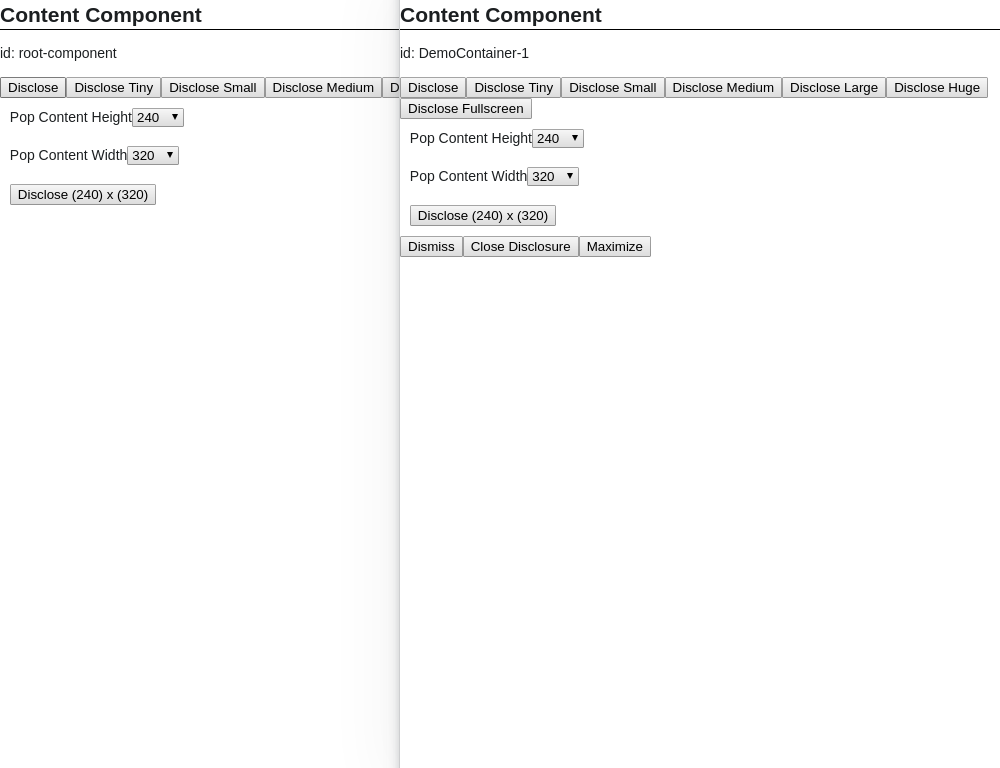 Content Component
id: root-component
Disclose Disclose Tiny Disclose Small Disclose Medium D
Pop Content Height 240
Pop Content Width 320
Disclose (240) x (320)
Content Component
id: DemoContainer-1
Disclose Disclose Tiny Disclose Small Disclose Medium Disclose Large Disclose Huge
Disclose Fullscreen
Pop Content Height 240
Pop Content Width 320
Disclose (240) x (320)
Dismiss Close Disclosure Maximize